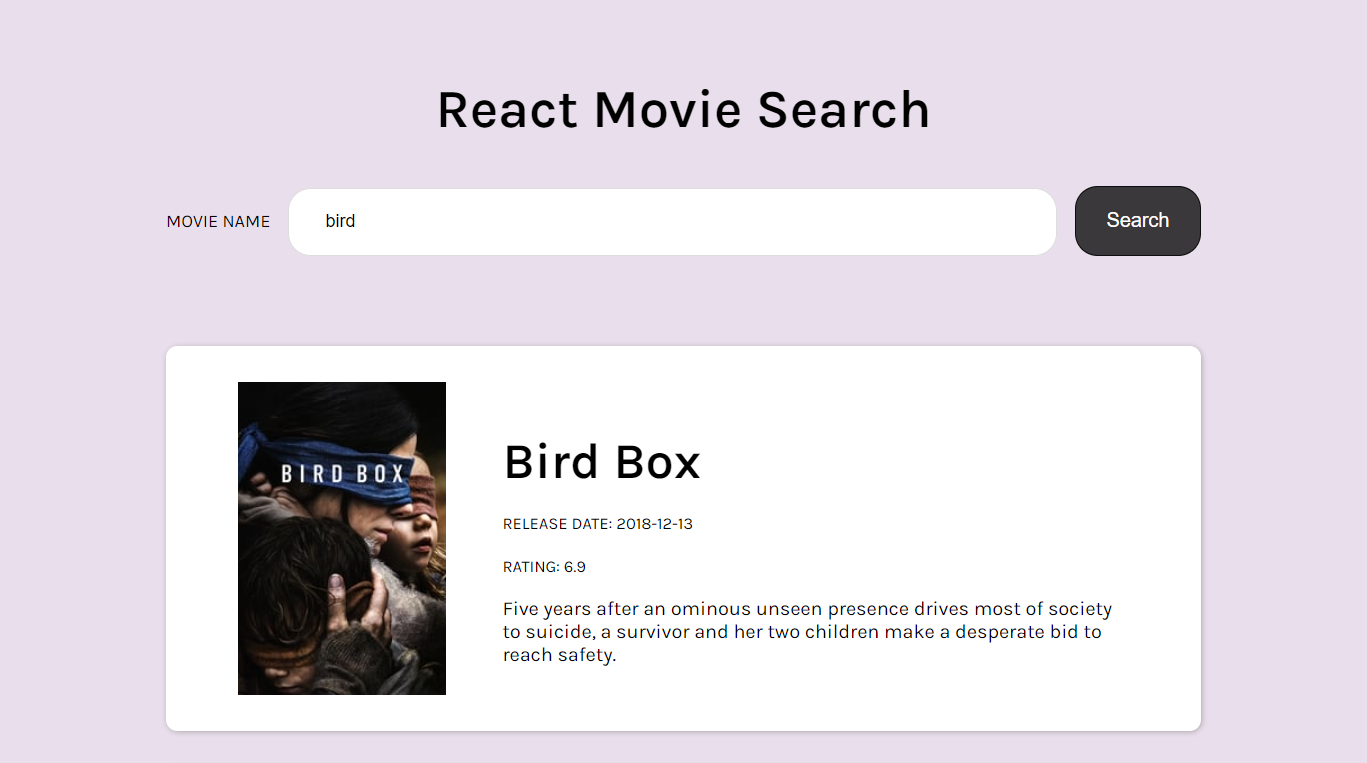 React Movie Search
MOVIE NAME
bird
Search
BIRD BOX
Bird Box
RELEASE DATE: 2018-12-13
RATING: 6.9
Five years after an ominous unseen presence drives most of society
to suicide, a survivor and her two children make a desperate bid to
reach safety.